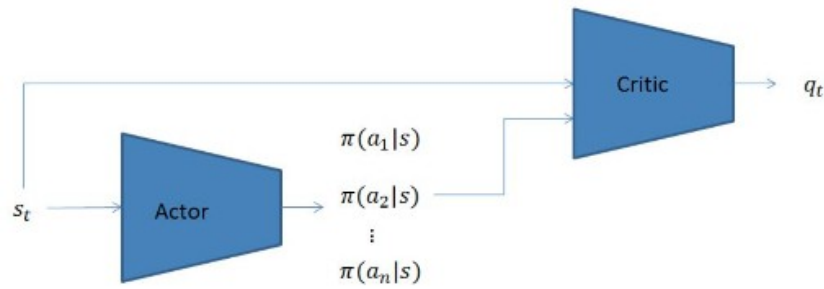 Critic
q_t
π(a_1|s)
s_t
Actor
π(a_2|s)
⋮
π(a_n|s)